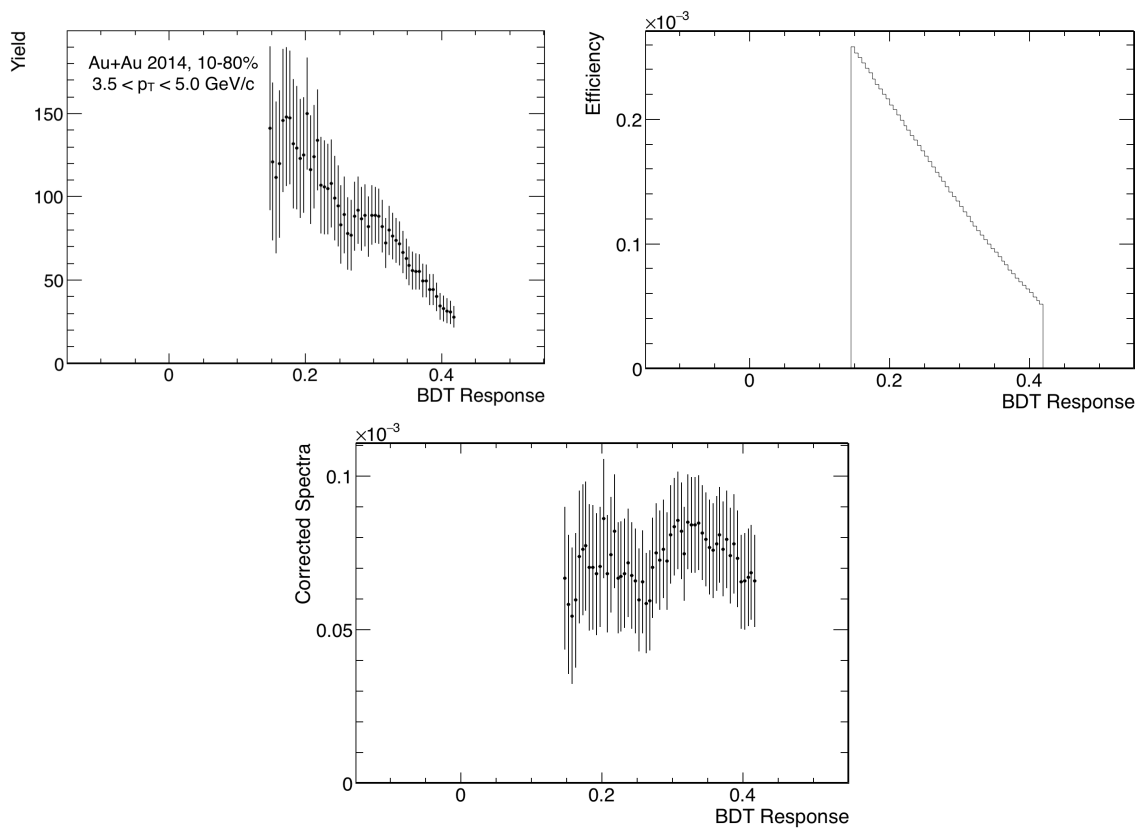 Yield
Au+Au 2014, 10-80%
3.5 < pT < 5.0 GeV/c
150
100
50
0
0
0.2
0.4
BDT Response
×10−3
Efficiency
0.2
0.1
0
0
0.2
0.4
BDT Response
×10−3
Corrected Spectra
0.1
0.05
0
0
0.2
0.4
BDT Response